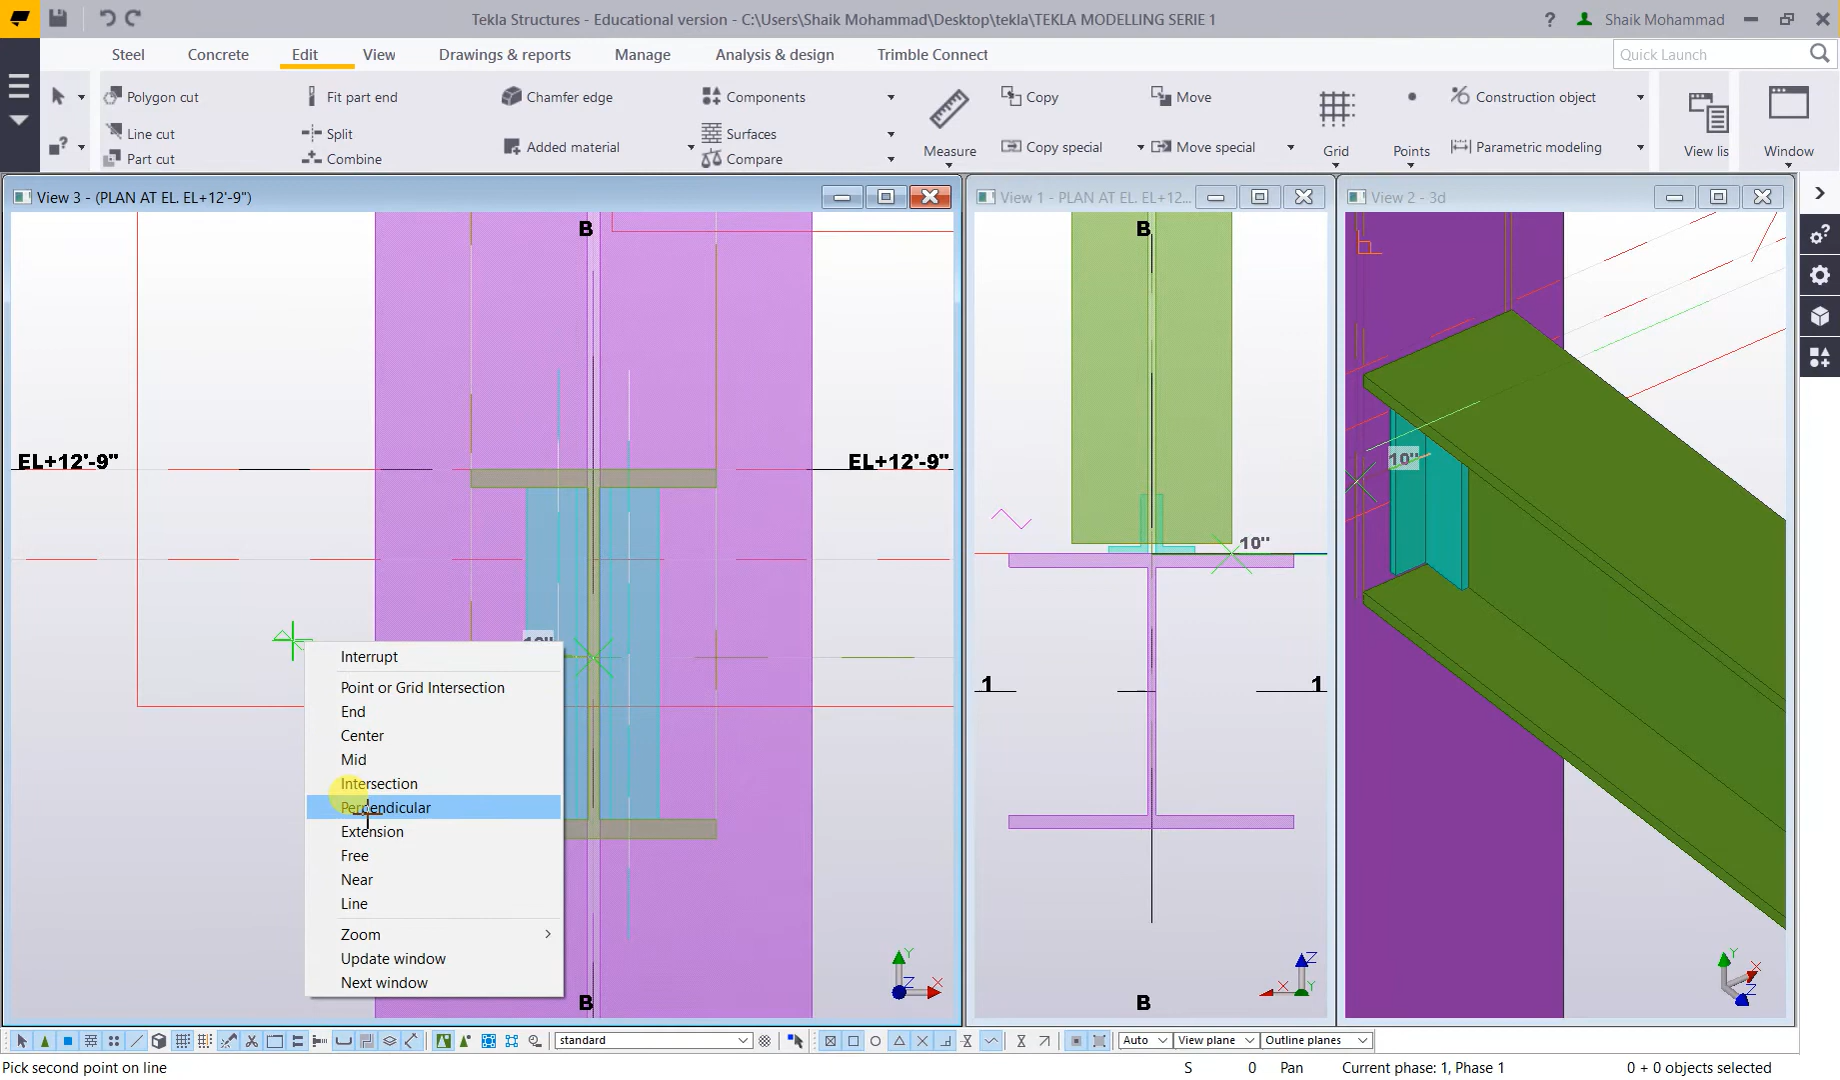 Tekla Structures - Educational version - C:\Users\Shaik Mohammad\Desktop\tekla\TEKLA MODELLING SERIE 1
? Shaik Mohammad
Steel Concrete Edit View Drawings & reports Manage Analysis & design Trimble Connect
Quick Launch
Polygon cut Fit part end Chamfer edge Components Copy Move Construction object
Line cut Split Surfaces
Added material Measure Copy special Move special Grid Points Parametric modeling View lis Window
Part cut Combine Compare
View 3 - (PLAN AT EL. EL+12'-9")
View 1 - PLAN AT EL. EL+12...
View 2 - 3d
B
B
EL+12'-9"
EL+12'-9"
10"
10"
1
1
Interrupt
Point or Grid Intersection
End
Center
Mid
Intersection
Perpendicular
Extension
Free
Near
Line
Zoom
Update window
Next window
Y
Z
X
Z
X
Y
Y
X
Z
B
B
standard
Auto
View plane
Outline planes
Pick second point on line
S 0 Pan Current phase: 1, Phase 1 0 + 0 objects selected